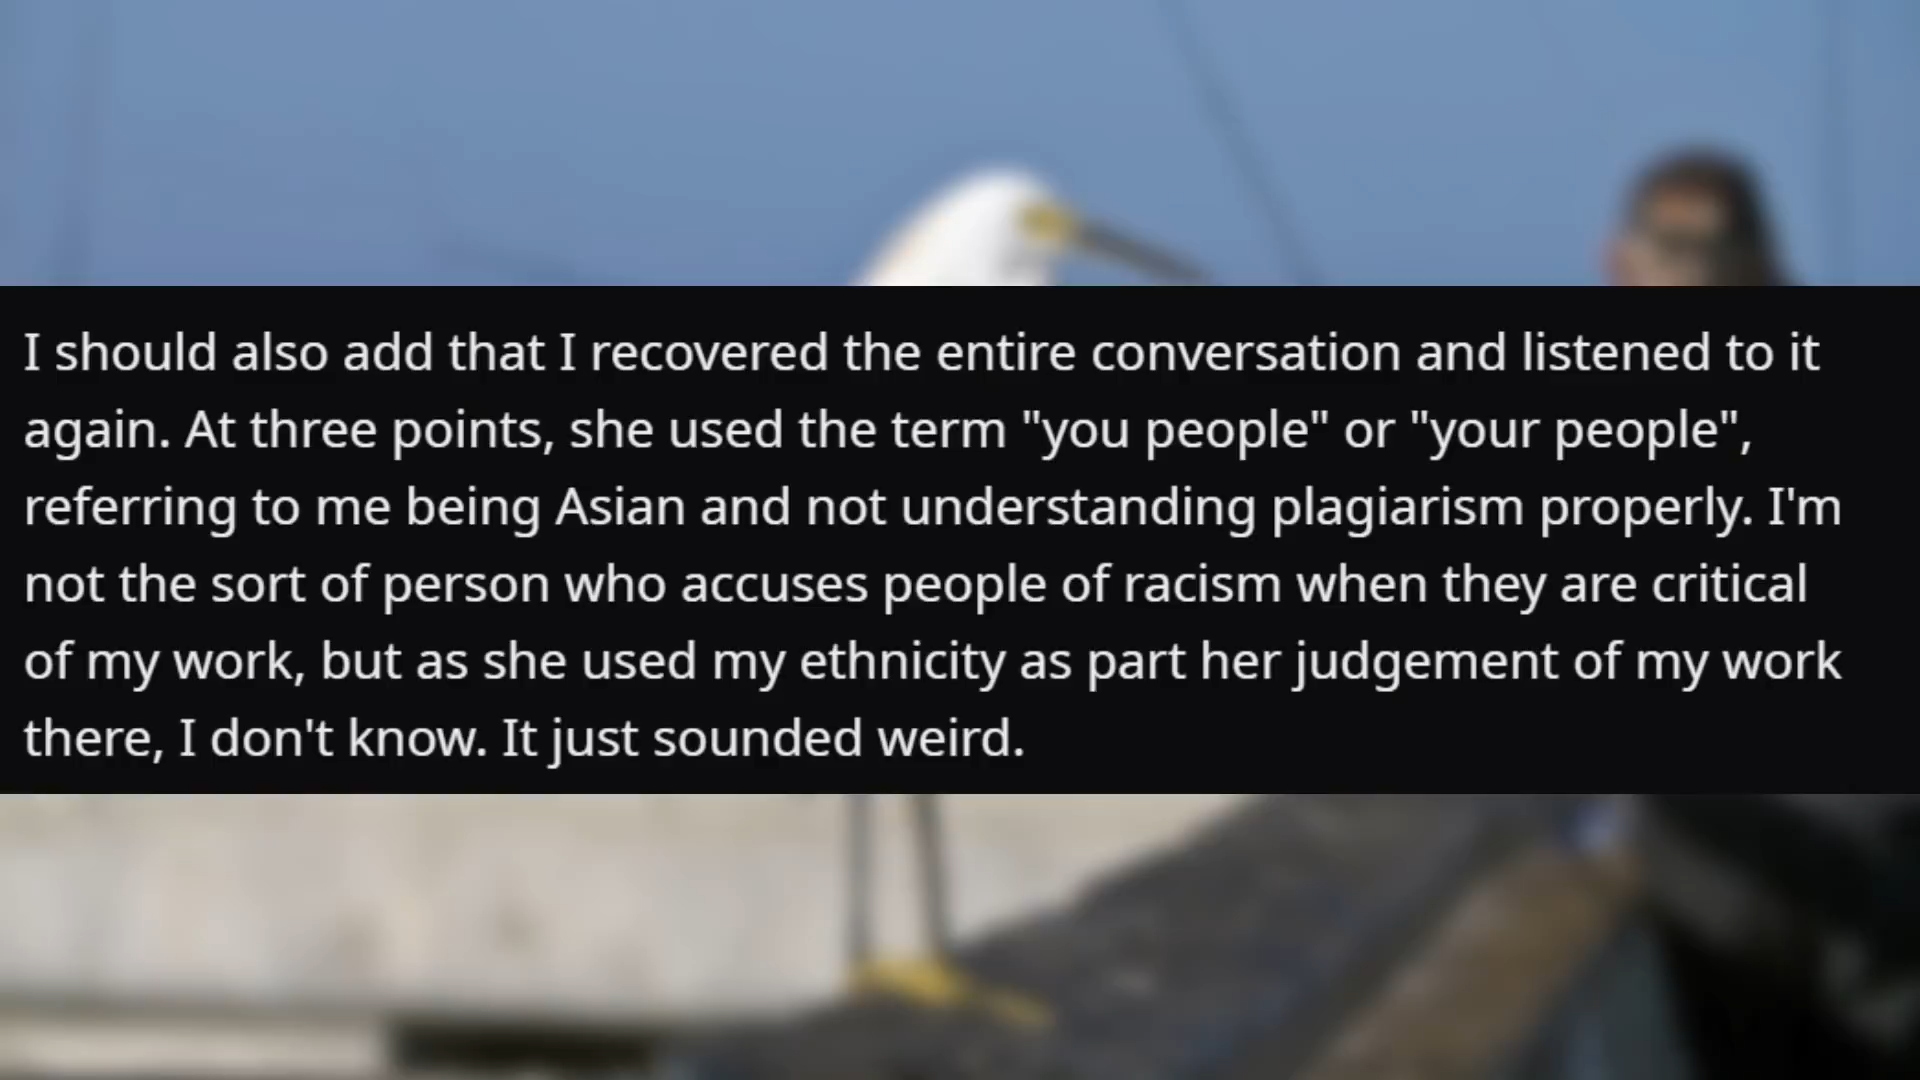 I should also add that I recovered the entire conversation and listened to it
again. At three points, she used the term "you people" or "your people",
referring to me being Asian and not understanding plagiarism properly. I'm
not the sort of person who accuses people of racism when they are critical
of my work, but as she used my ethnicity as part her judgement of my work
there, I don't know. It just sounded weird.